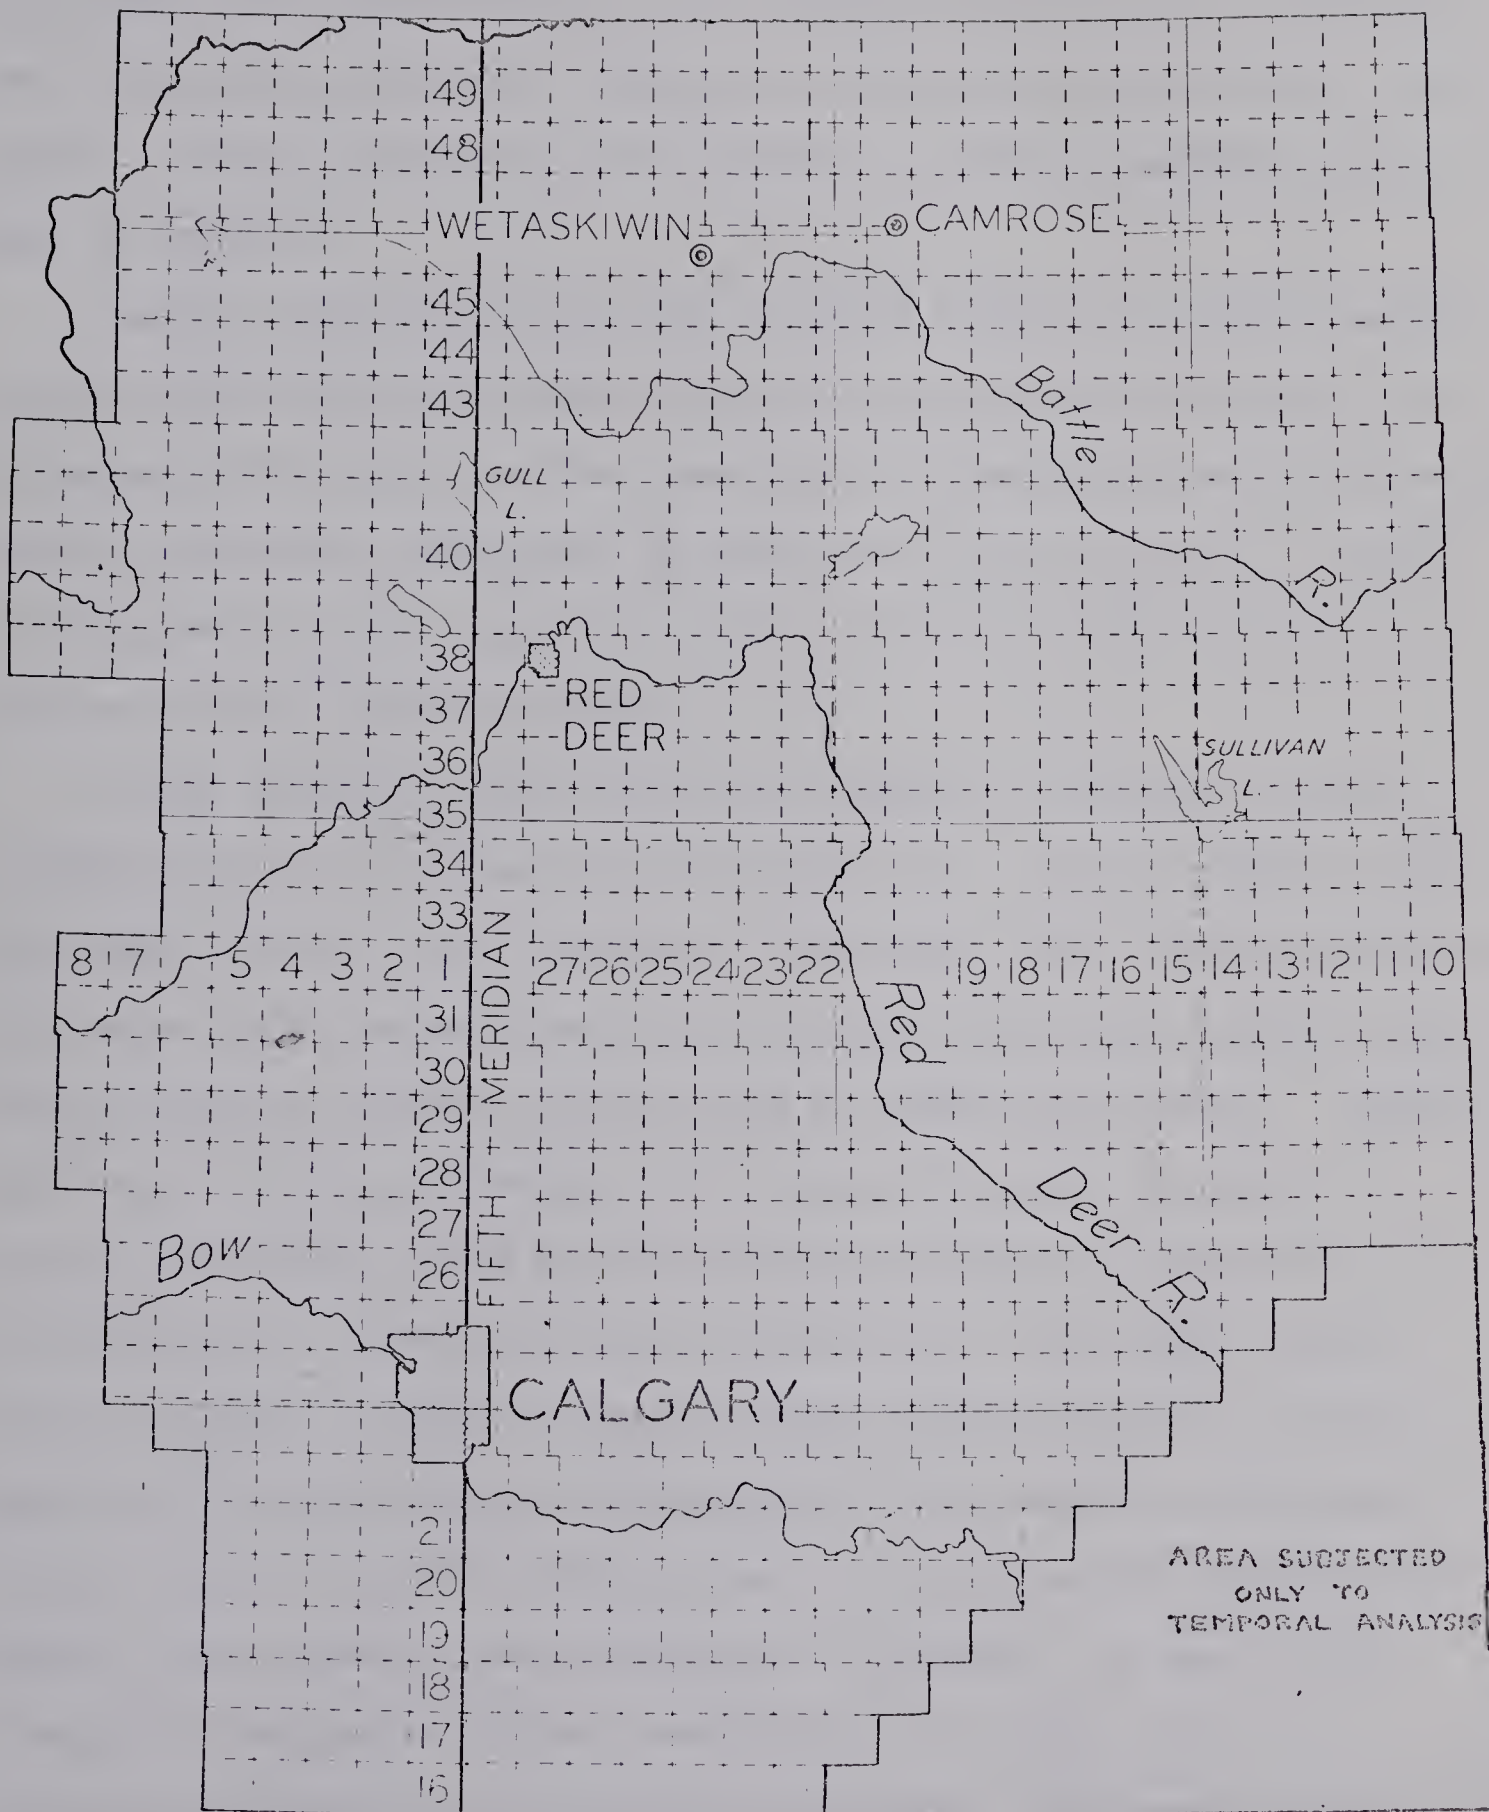 49
48
WETASKIWIN
CAMROSE
45
44
43
Battle R.
GULL
L.
40
38
RED
DEER
37
36
SULLIVAN
L.
35
34
33
8 7 5 4 3 2 1 27 26 25 24 23 22 19 18 17 16 15 14 13 12 11 10
FIFTH MERIDIAN
Red Deer R.
31
30
29
28
27
Bow
26
CALGARY
21
20
19
18
17
16
AREA SUBJECTED
ONLY TO
TEMPORAL ANALYSIS